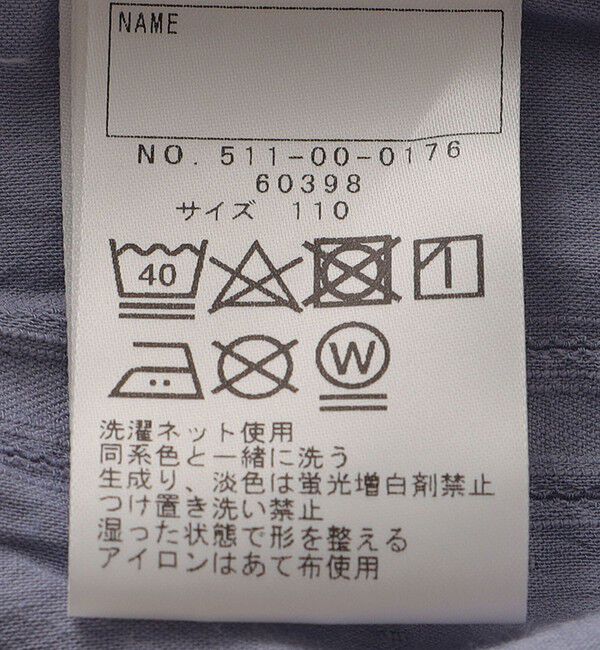 NAME
NO. 511-00-0176
60398
サイズ 110
40
W
洗濯ネット使用
同系色と一緒に洗う
生成り、淡色は蛍光増白剤禁止
つけ置き洗い禁止
湿った状態で形を整える
アイロンはあて布使用